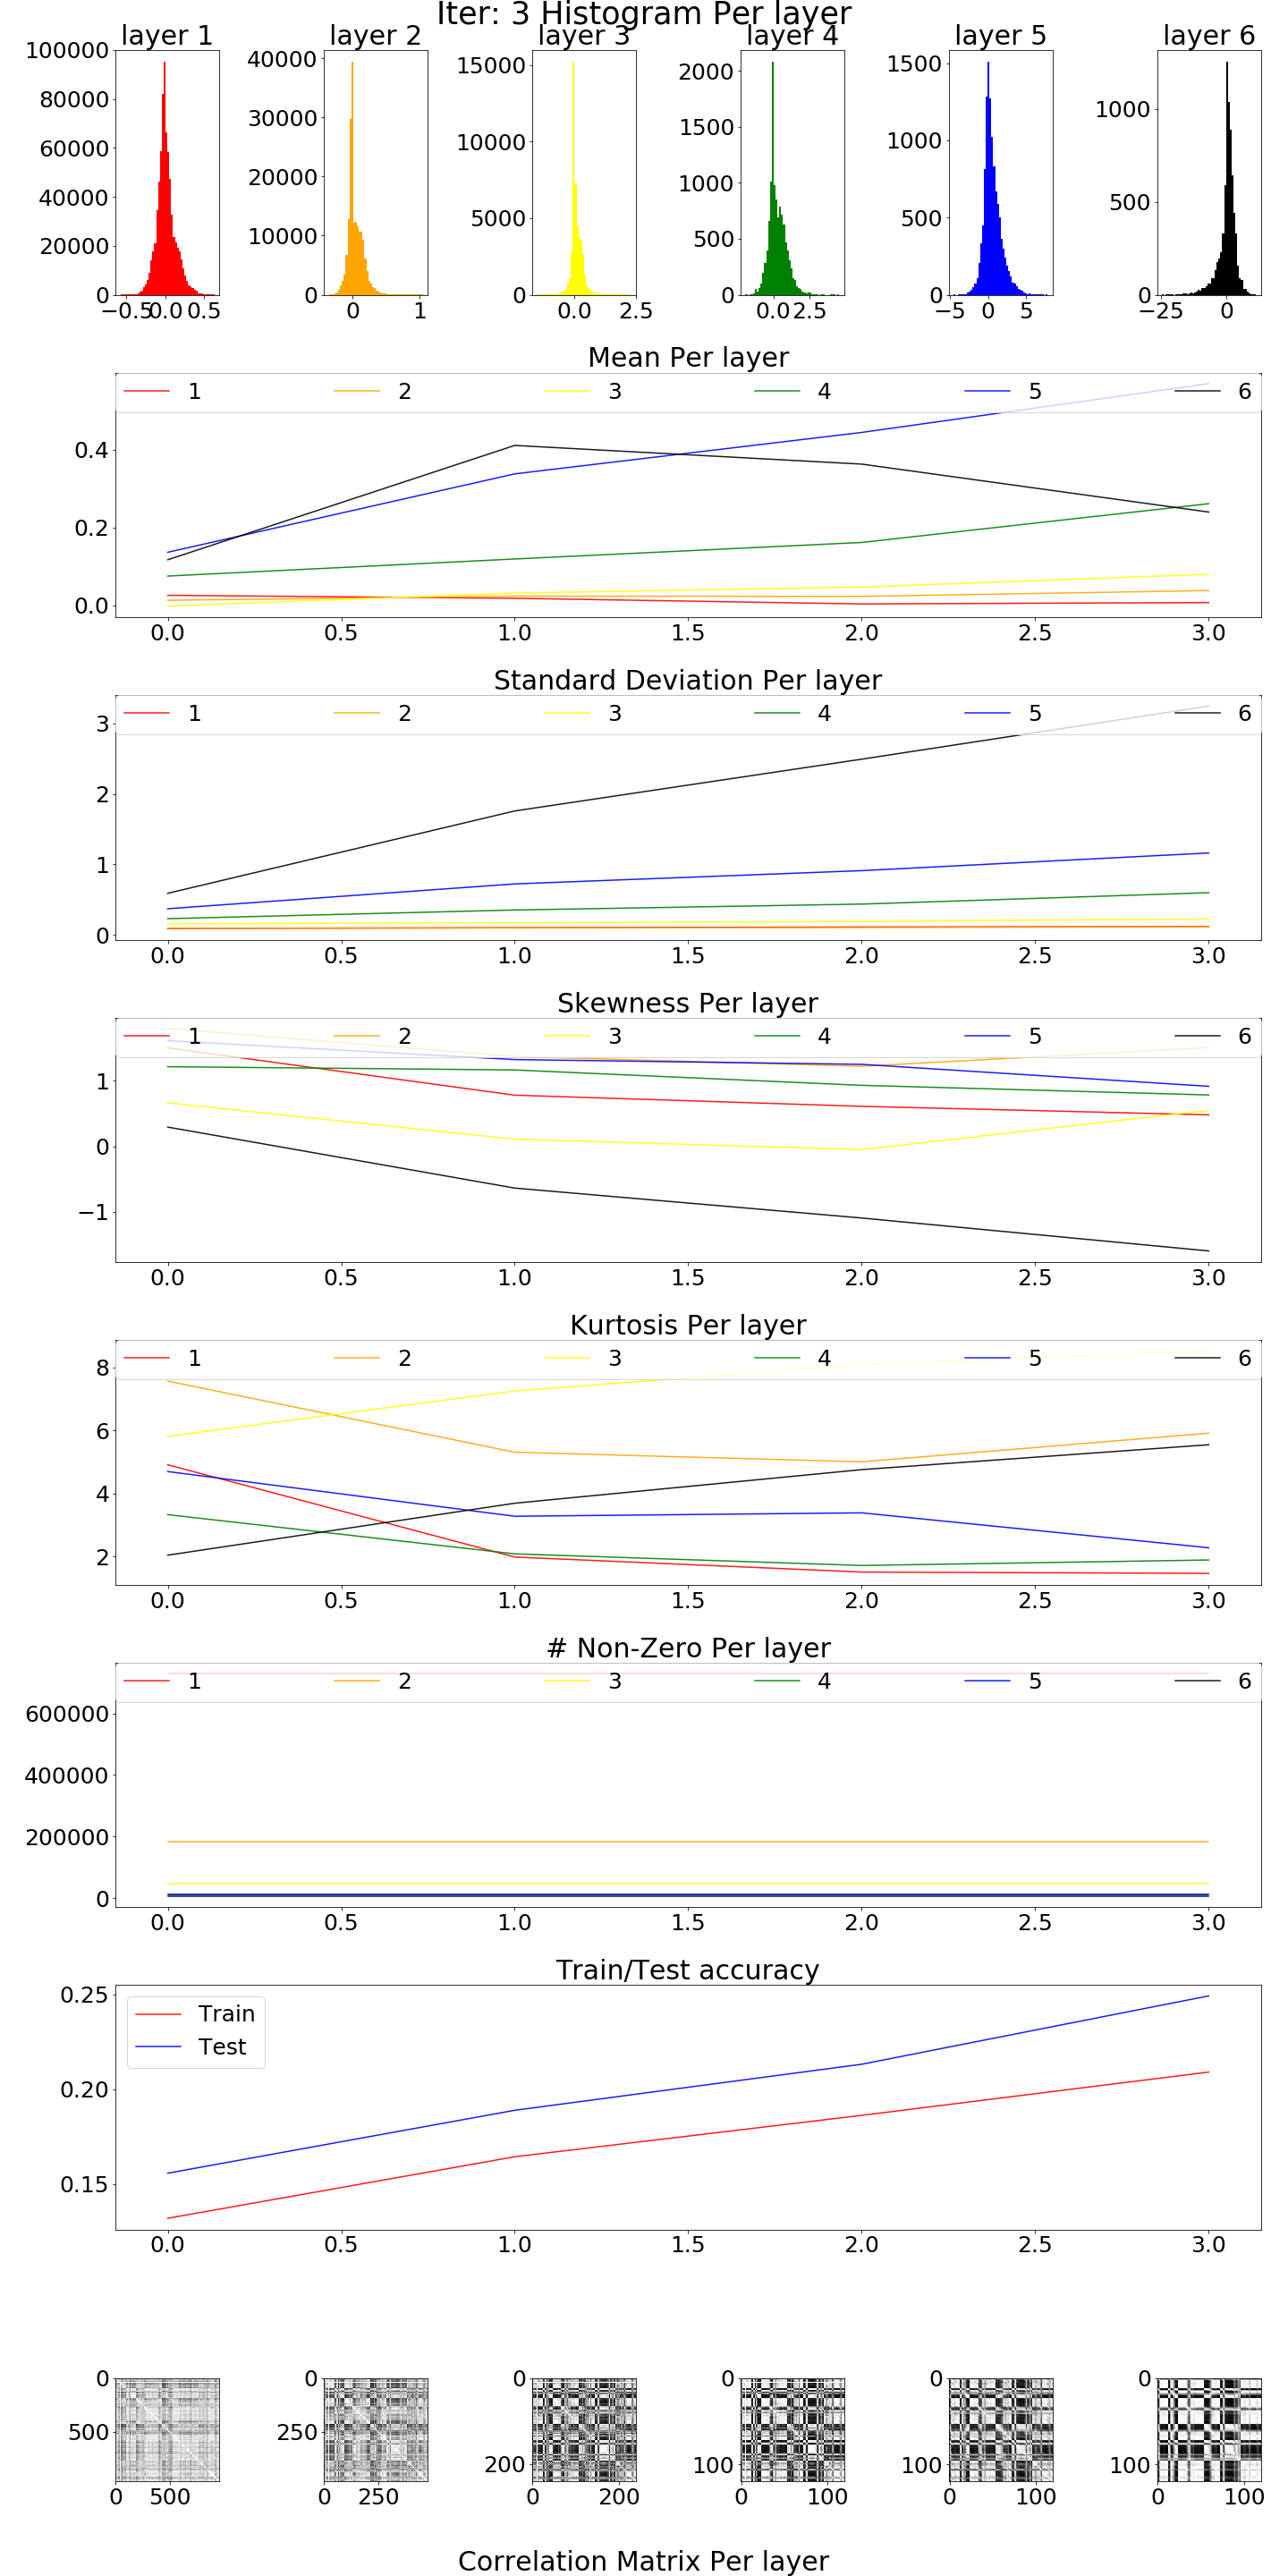 Iter: 3 Histogram Per layer
layer 1 layer 2 layer 3 layer 4 layer 5 layer 6
100000 80000 60000 40000 20000 0
−0.5 0.0 0.5
40000 30000 20000 10000 0
0 1
15000 10000 5000 0
0.0 2.5
2000 1500 1000 500 0
0.0 2.5
1500 1000 500 0
−5 0 5
1000 500 0
−25 0
Mean Per layer
1 2 3 4 5 6
0.4
0.2
0.0
0.0 0.5 1.0 1.5 2.0 2.5 3.0
Standard Deviation Per layer
1 2 3 4 5 6
3
2
1
0
0.0 0.5 1.0 1.5 2.0 2.5 3.0
Skewness Per layer
1 2 3 4 5 6
1
0
−1
0.0 0.5 1.0 1.5 2.0 2.5 3.0
Kurtosis Per layer
1 2 3 4 5 6
8
6
4
2
0.0 0.5 1.0 1.5 2.0 2.5 3.0
# Non-Zero Per layer
1 2 3 4 5 6
600000
400000
200000
0
0.0 0.5 1.0 1.5 2.0 2.5 3.0
Train/Test accuracy
Train
Test
0.25
0.20
0.15
0.0 0.5 1.0 1.5 2.0 2.5 3.0
0 500
0 500
0 250
0 250
0 200
0 200
0 100
0 100
0 100
0 100
0 100
0 100
Correlation Matrix Per layer